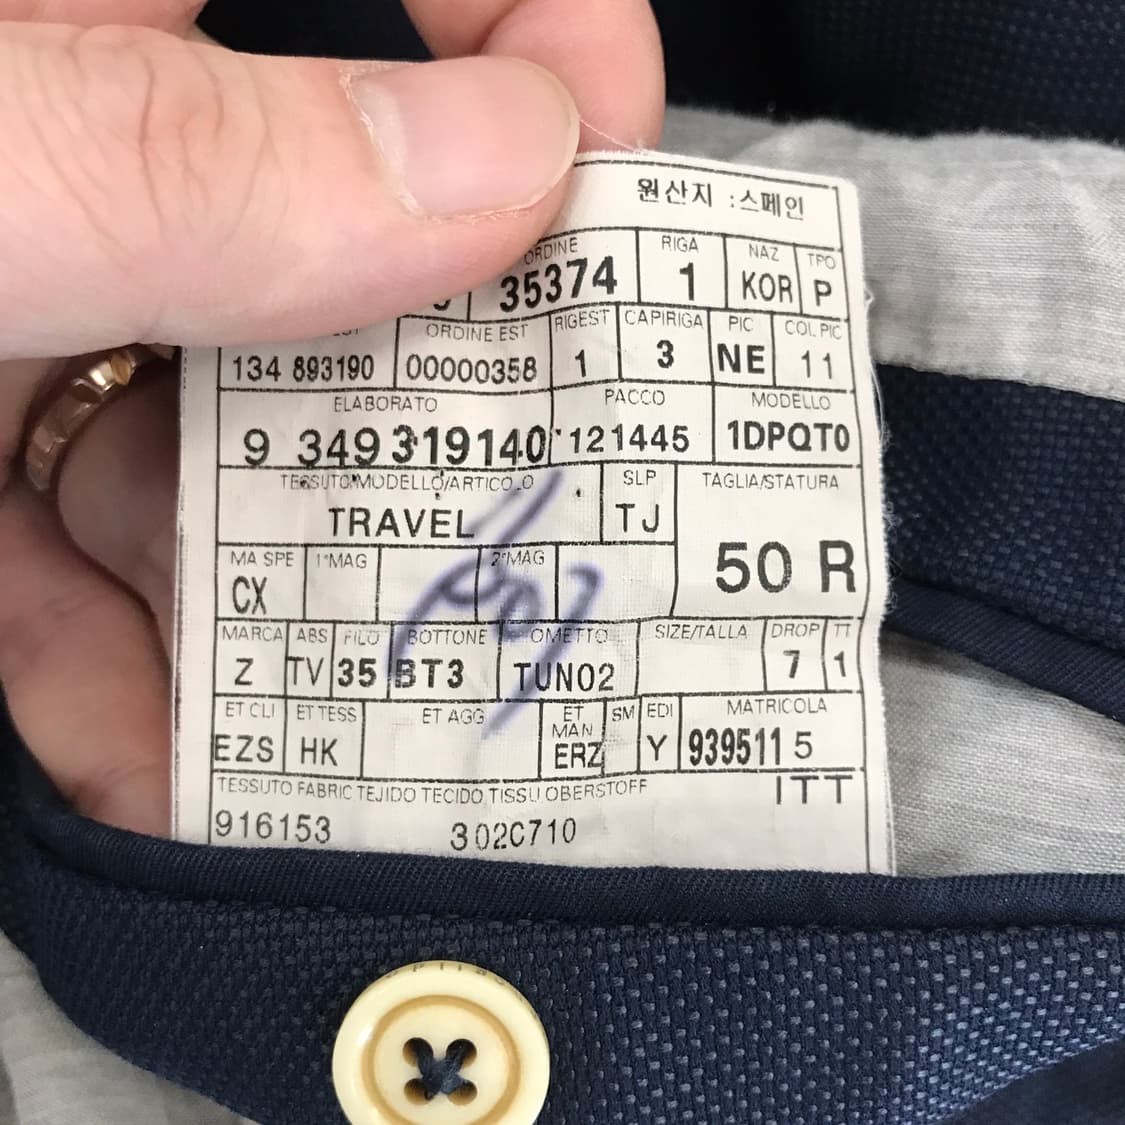 원산지 :스페인
ORDINE RIGA NAZ TPO
35374 1 KOR P
ORDINE EST RIGEST CAPIRIGA PIC COL.PIC
134 893190 00000358 1 3 NE 11
ELABORATO PACCO MODELLO
9 349 319140 121445 1DPQT0
TESSUTO/MODELLO/ARTICOLO SLP TAGLIA/STATURA
TRAVEL TJ 50 R
MA SPE 1°MAG 2°MAG
CX
MARCA ABS FILO BOTTONE OMETTO SIZE/TALLA DROP TT
Z TV 35 BT3 TUN02 7 1
ET CLI ET TESS ET AGG ET MAN SM EDI MATRICOLA
EZS HK ERZ Y 939511 5
TESSUTO FABRIC TEJIDO TECIDO TISSU OBERSTOFF ITT
916153 302C710